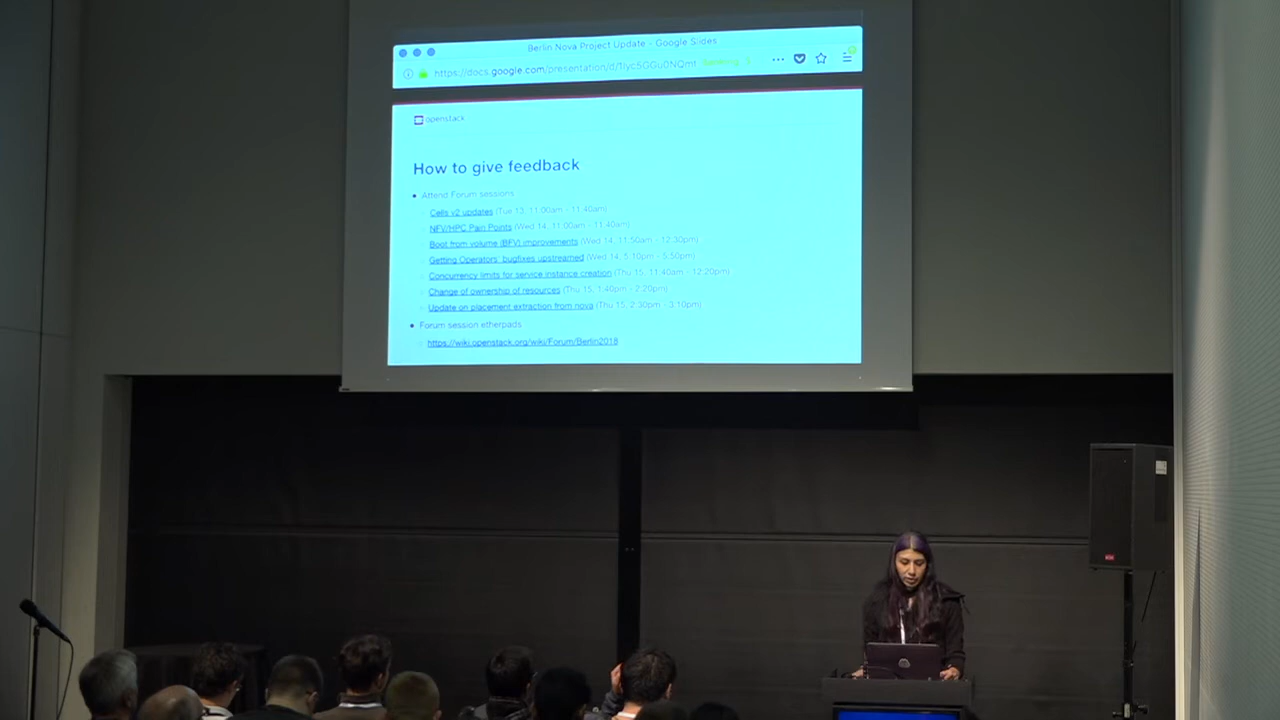 Berlin Nova Project Update - Google Slides
https://docs.google.com/presentation/d/1Iyc5GGu0NQmt
openstack
How to give feedback
Attend Forum sessions
Cells v2 updates (Tue 13, 11:00am - 11:40am)
NFV/HPC Pain Points (Wed 14, 11:00am - 11:40am)
Boot from volume (BFV) improvements (Wed 14, 11:50am - 12:30pm)
Getting Operators' bugfixes upstreamed (Wed 14, 5:10pm - 5:50pm)
Concurrency limits for service instance creation (Thu 15, 11:40am - 12:20pm)
Change of ownership of resources (Thu 15, 1:40pm - 2:20pm)
Update on placement extraction from nova (Thu 15, 2:30pm - 3:10pm)
Forum session etherpads
https://wiki.openstack.org/wiki/Forum/Berlin2018